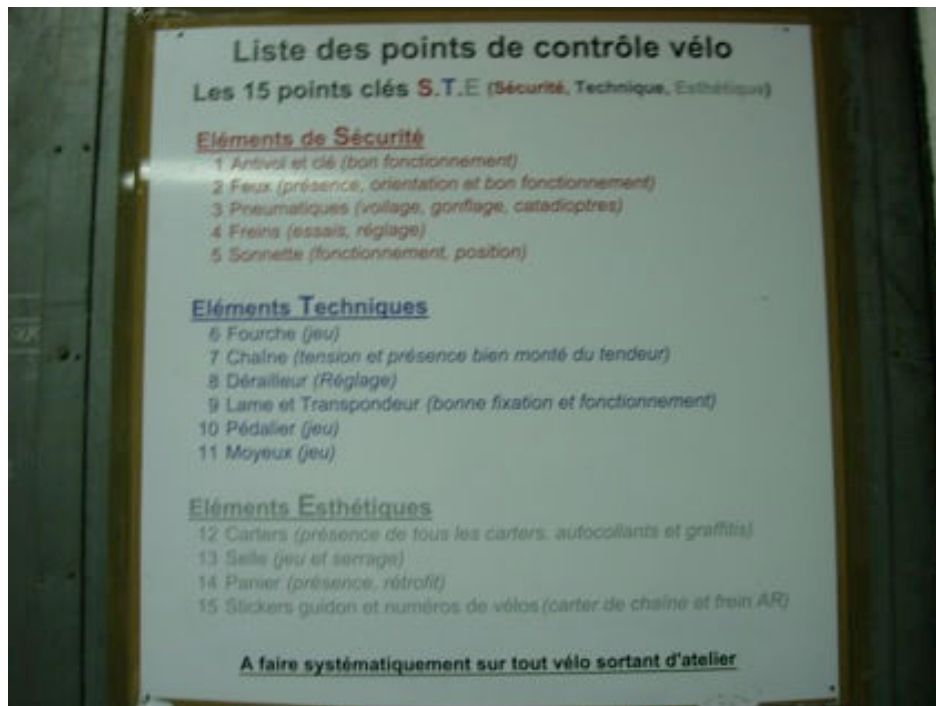 Liste des points de contrôle vélo
Les 15 points clés S.T.E (Sécurité, Technique, Esthétique)
Eléments de Sécurité
1 Antivol et clé (bon fonctionnement)
2 Feux (présence, orientation et bon fonctionnement)
3 Pneumatiques (voilage, gonflage, catadioptres)
4 Freins (essais, réglage)
5 Sonnette (fonctionnement, position)
Eléments Techniques
6 Fourche (jeu)
7 Chaîne (tension et présence bien monté du tendeur)
8 Dérailleur (Réglage)
9 Lame et Transpondeur (bonne fixation et fonctionnement)
10 Pédalier (jeu)
11 Moyeux (jeu)
Eléments Esthétiques
12 Carters (présence de tous les carters, autocollants et graffitis)
13 Selle (jeu et serrage)
14 Panier (présence, rétrofit)
15 Stickers guidon et numéros de vélos (carter de chaîne et frein AR)
A faire systématiquement sur tout vélo sortant d'atelier